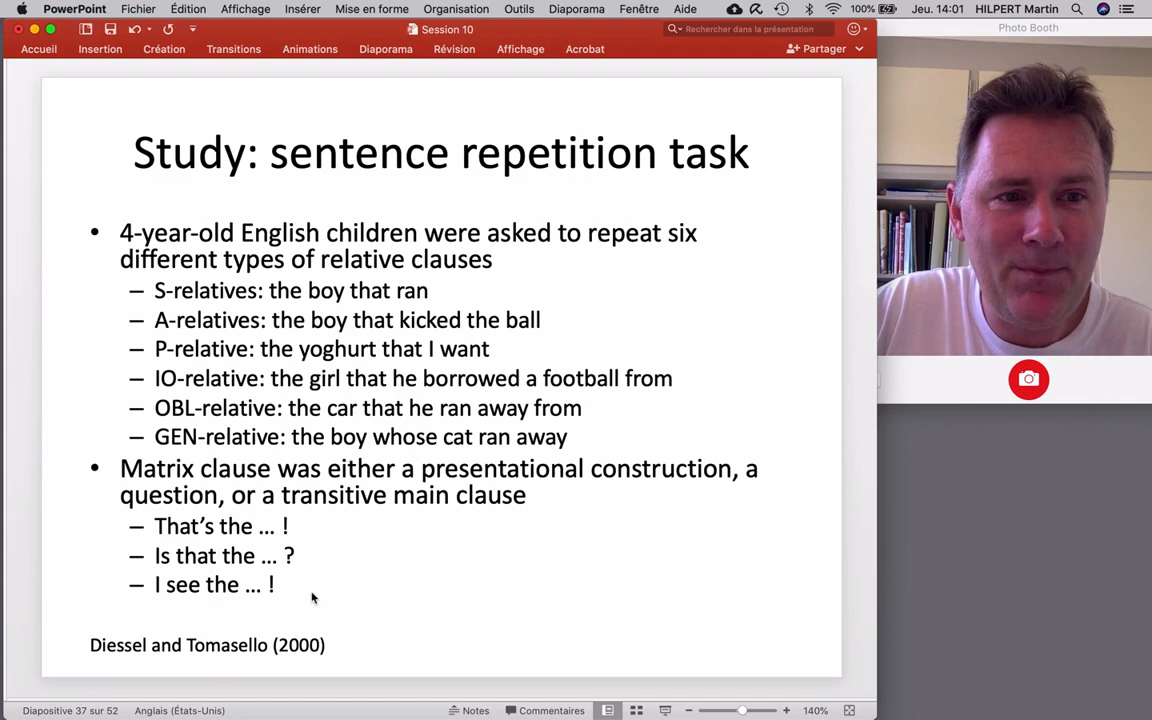 PowerPoint Fichier Édition Affichage Insérer Mise en forme Organisation Outils Diaporama Fenêtre Aide 100% Jeu. 14:01 HILPERT Martin
Session 10
Rechercher dans la présentation
Photo Booth
Accueil Insertion Création Transitions Animations Diaporama Révision Affichage Acrobat Partager
Study: sentence repetition task
• 4-year-old English children were asked to repeat six
different types of relative clauses
– S-relatives: the boy that ran
– A-relatives: the boy that kicked the ball
– P-relative: the yoghurt that I want
– IO-relative: the girl that he borrowed a football from
– OBL-relative: the car that he ran away from
– GEN-relative: the boy whose cat ran away
• Matrix clause was either a presentational construction, a
question, or a transitive main clause
– That's the ... !
– Is that the ... ?
– I see the ... !
Diessel and Tomasello (2000)
Diapositive 37 sur 52 Anglais (États-Unis) Notes Commentaires 140%